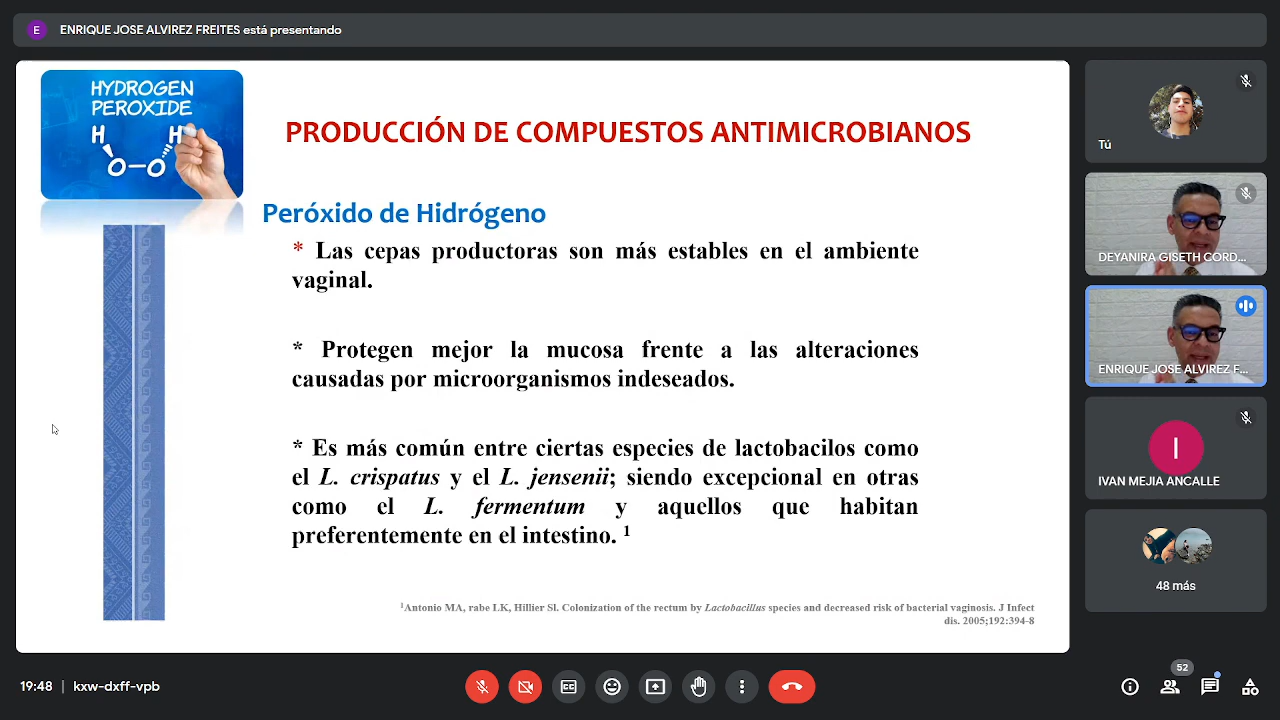 E ENRIQUE JOSE ALVIREZ FREITES está presentando
HYDROGEN
PEROXIDE
H H
O—O
PRODUCCIÓN DE COMPUESTOS ANTIMICROBIANOS
Peróxido de Hidrógeno
* Las cepas productoras son más estables en el ambiente
vaginal.
* Protegen mejor la mucosa frente a las alteraciones
causadas por microorganismos indeseados.
* Es más común entre ciertas especies de lactobacilos como
el L. crispatus y el L. jensenii; siendo excepcional en otras
como el L. fermentum y aquellos que habitan
preferentemente en el intestino. 1
1Antonio MA, rabe LK, Hillier Sl. Colonization of the rectum by Lactobacillus species and decreased risk of bacterial vaginosis. J Infect
dis. 2005;192:394-8
Tú
DEYANIRA GISETH CORD...
ENRIQUE JOSE ALVIREZ F...
I
IVAN MEJIA ANCALLE
48 más
19:48 | kxw-dxff-vpb
52